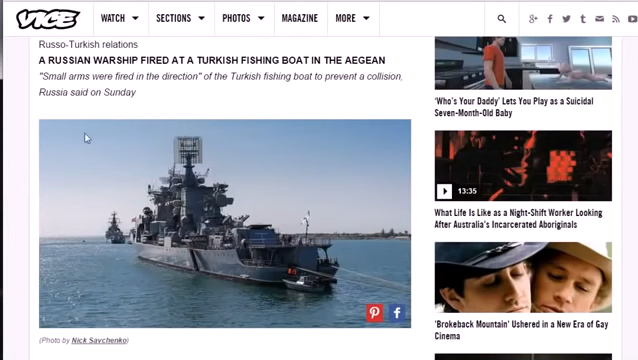 VICE
WATCH
SECTIONS
PHOTOS
MAGAZINE
MORE
Russo-Turkish relations
A RUSSIAN WARSHIP FIRED AT A TURKISH FISHING BOAT IN THE AEGEAN
"Small arms were fired in the direction" of the Turkish fishing boat to prevent a collision,
Russia said on Sunday
(Photo by Nick Savchenko)
'Who's Your Daddy' Lets You Play as a Suicidal
Seven-Month-Old Baby
13:35
What Life Is Like as a Night-Shift Worker Looking
After Australia's Incarcerated Aboriginals
'Brokeback Mountain' Ushered in a New Era of Gay
Cinema